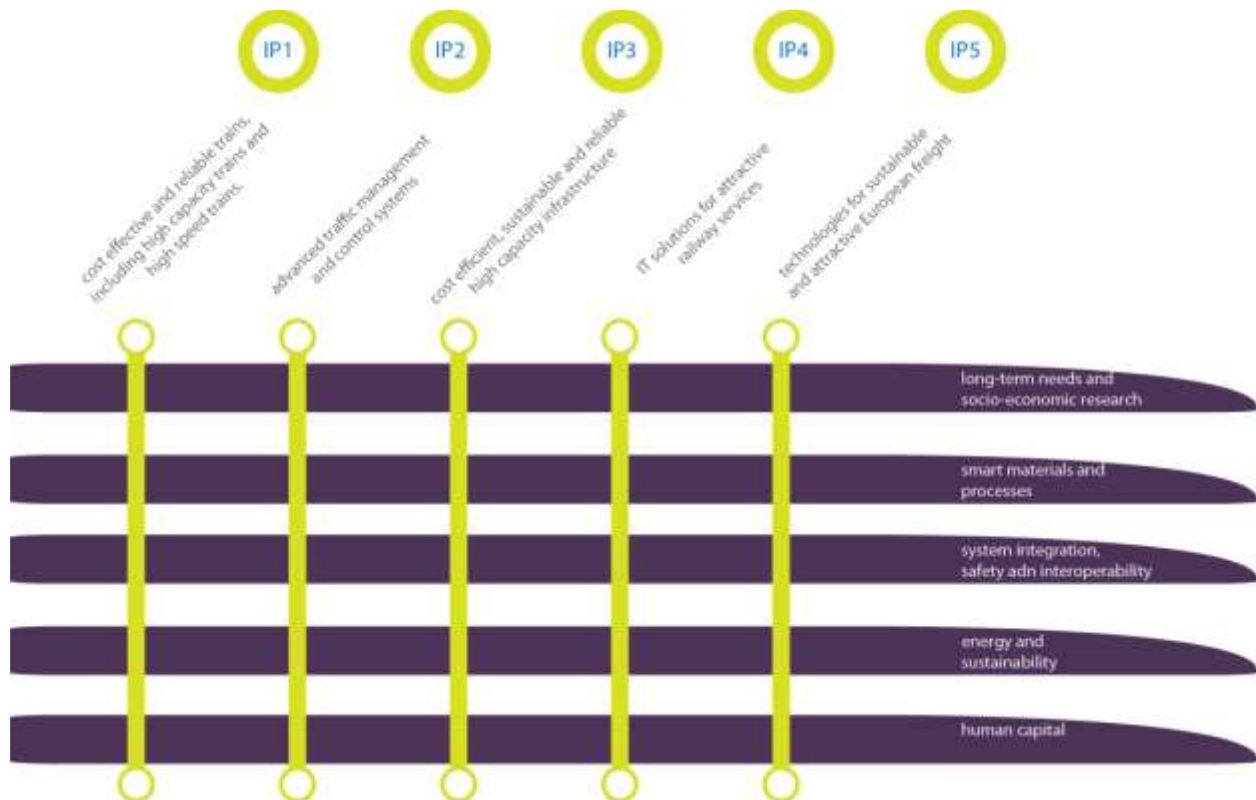 IP1
IP2
IP3
IP4
IP5
cost effective and reliable trains,
including high capacity trains and
high speed trains.
advanced traffic management
and control systems
cost efficient, sustainable and reliable
high capacity infrastructure
IT solutions for attractive
railway services
technologies for sustainable
and attractive European freight
long-term needs and
socio-economic research
smart materials and
processes
system integration,
safety adn interoperability
energy and
sustainability
human capital